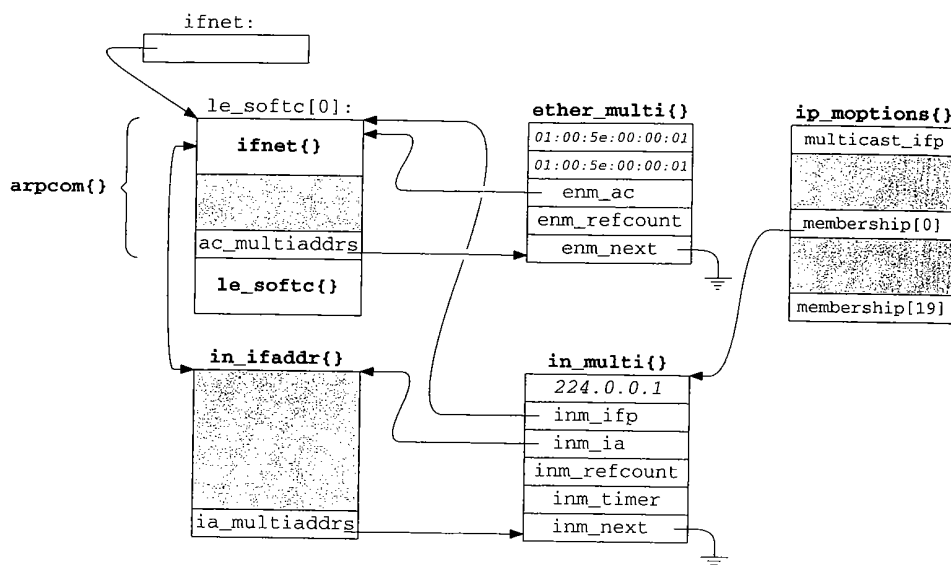 ifnet:
le_softc[0]:
ifnet{}
arpcom{}
ac_multiaddrs
le_softc{}
ether_multi{}
01:00:5e:00:00:01
01:00:5e:00:00:01
enm_ac
enm_refcount
enm_next
ip_moptions{}
multicast_ifp
membership[0]
membership[19]
in_ifaddr{}
ia_multiaddrs
in_multi{}
224.0.0.1
inm_ifp
inm_ia
inm_refcount
inm_timer
inm_next